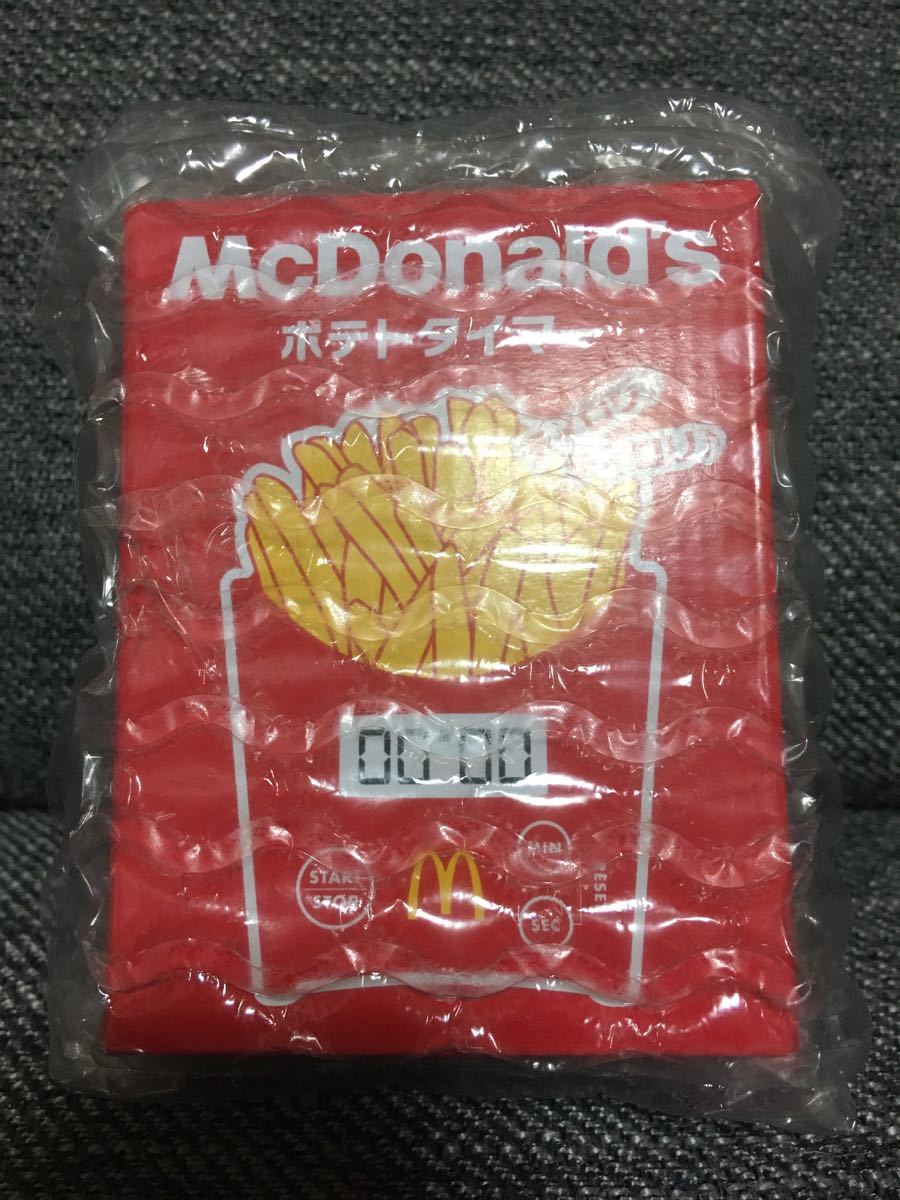 McDonald's
ポテトタイマー
00:00
START
STOP
MIN
SEC
RESET